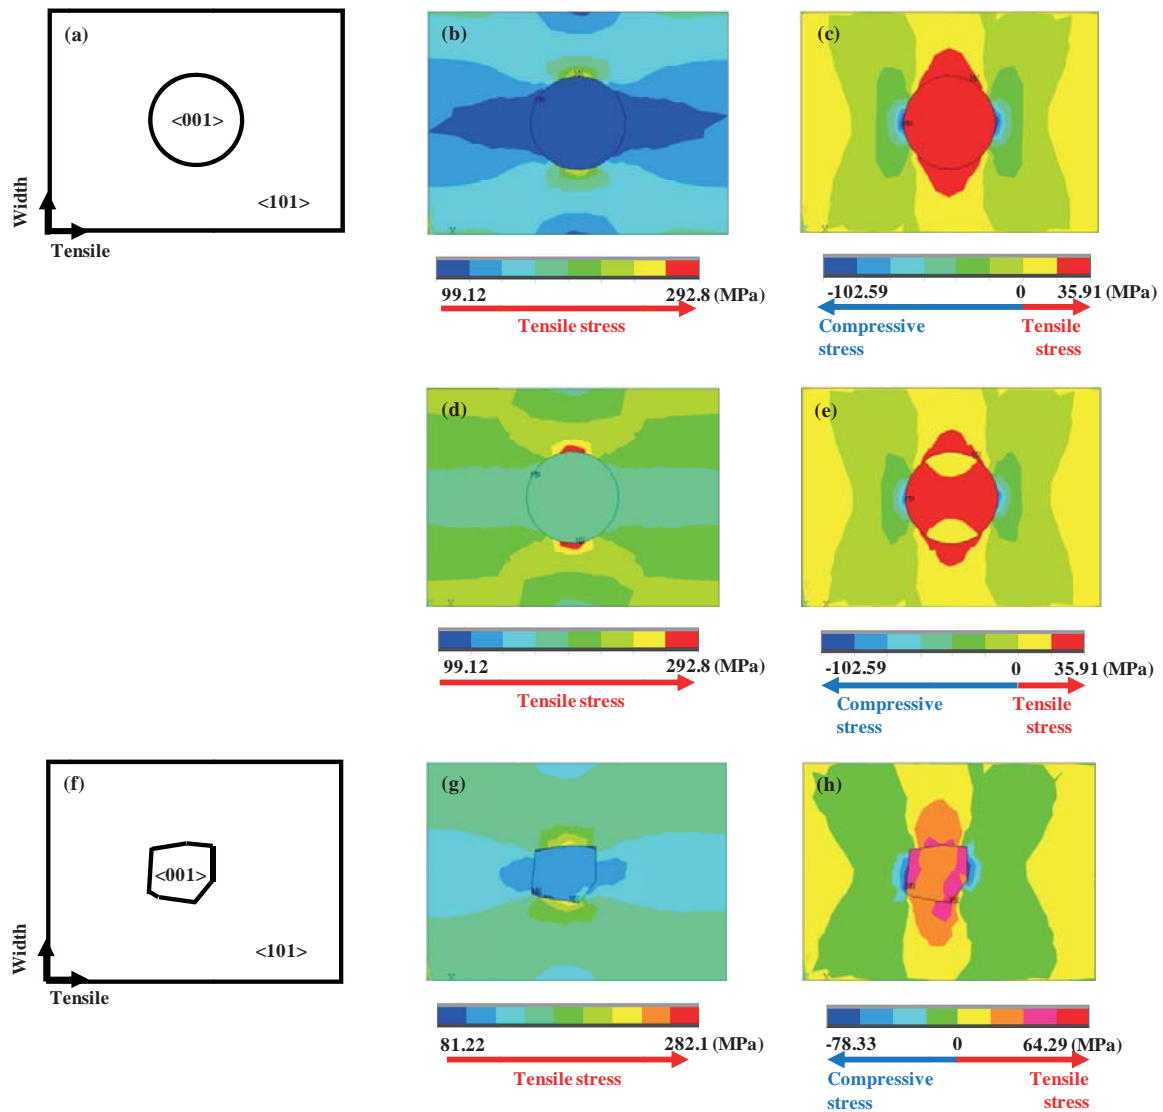 (a)
<001>
<101>
Width
Tensile
(b)
99.12
292.8 (MPa)
Tensile stress
(c)
-102.59
0
35.91 (MPa)
Compressive
stress
Tensile
stress
(d)
99.12
292.8 (MPa)
Tensile stress
(e)
-102.59
0
35.91 (MPa)
Compressive
stress
Tensile
stress
(f)
<001>
<101>
Width
Tensile
(g)
81.22
282.1 (MPa)
Tensile stress
(h)
-78.33
0
64.29 (MPa)
Compressive
stress
Tensile
stress